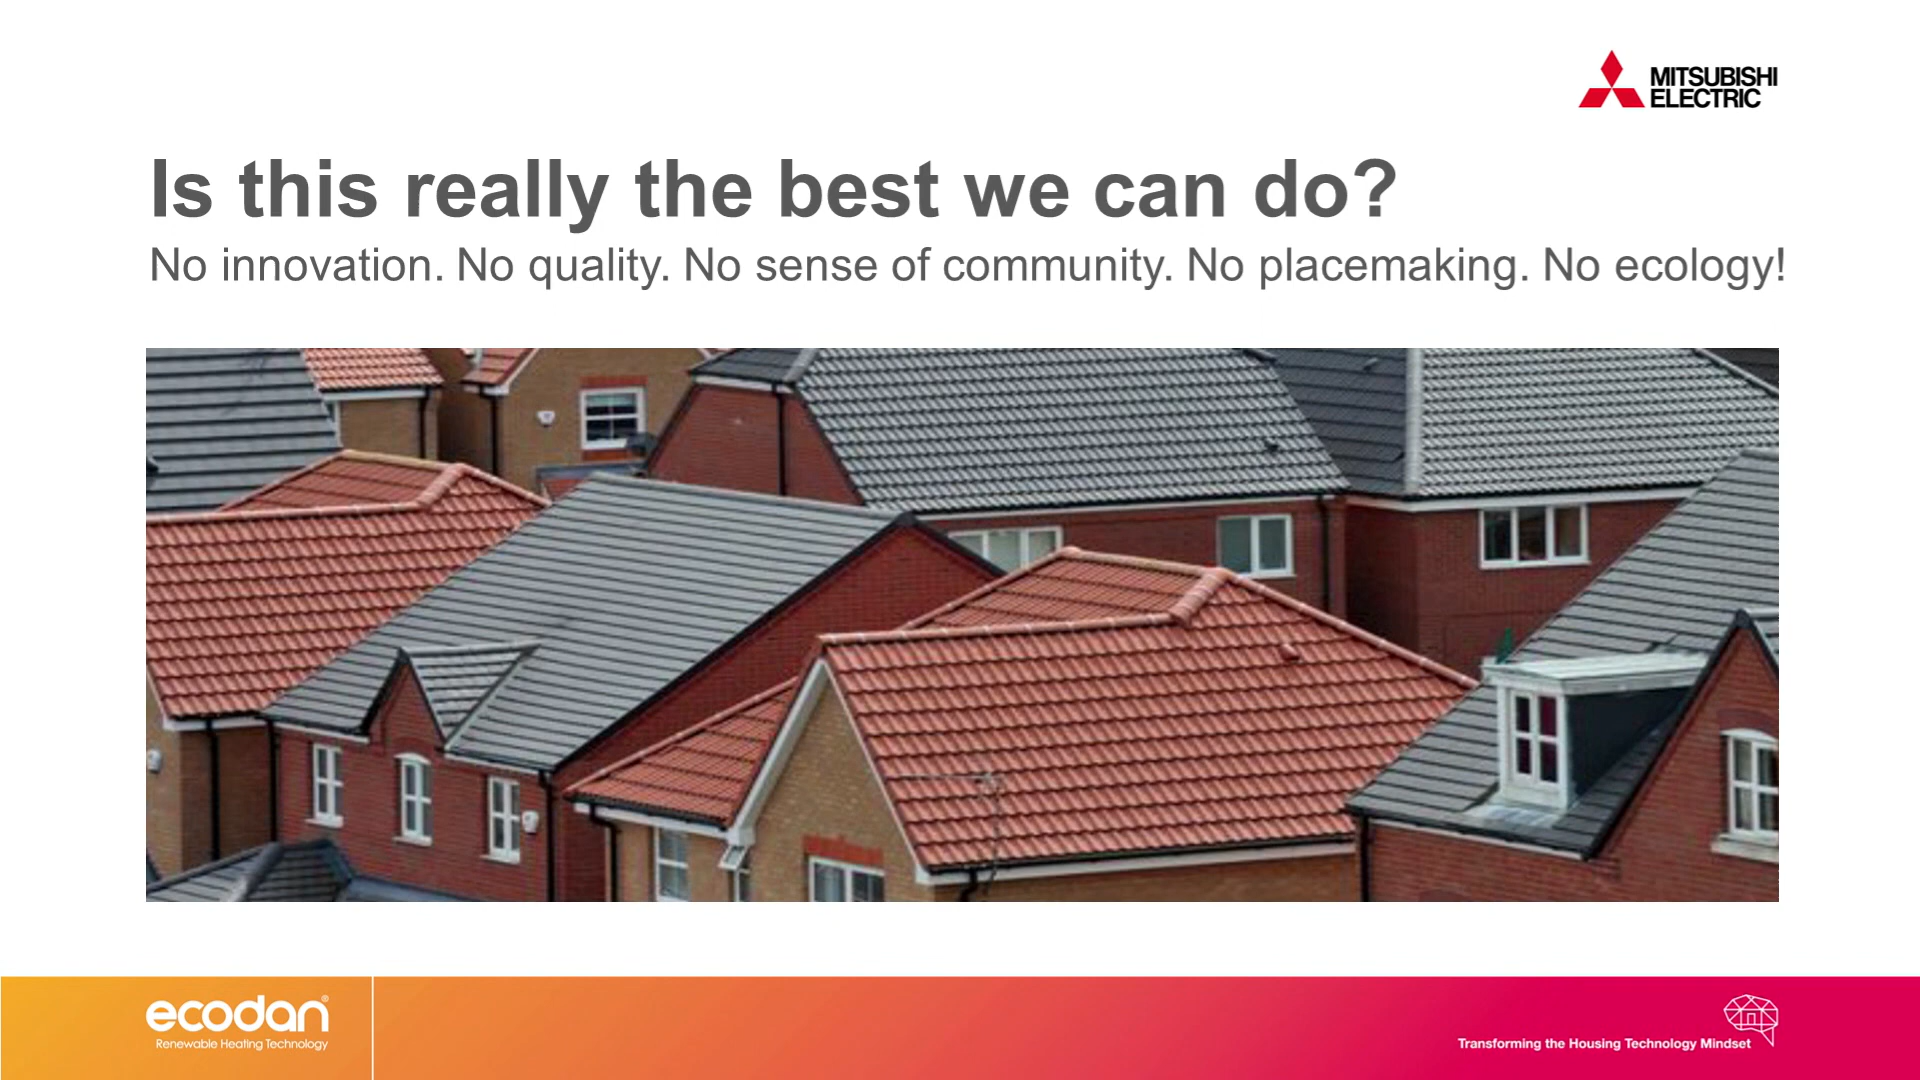 MITSUBISHI
ELECTRIC
Is this really the best we can do?
No innovation. No quality. No sense of community. No placemaking. No ecology!
ecodan®
Renewable Heating Technology
Transforming the Housing Technology Mindset